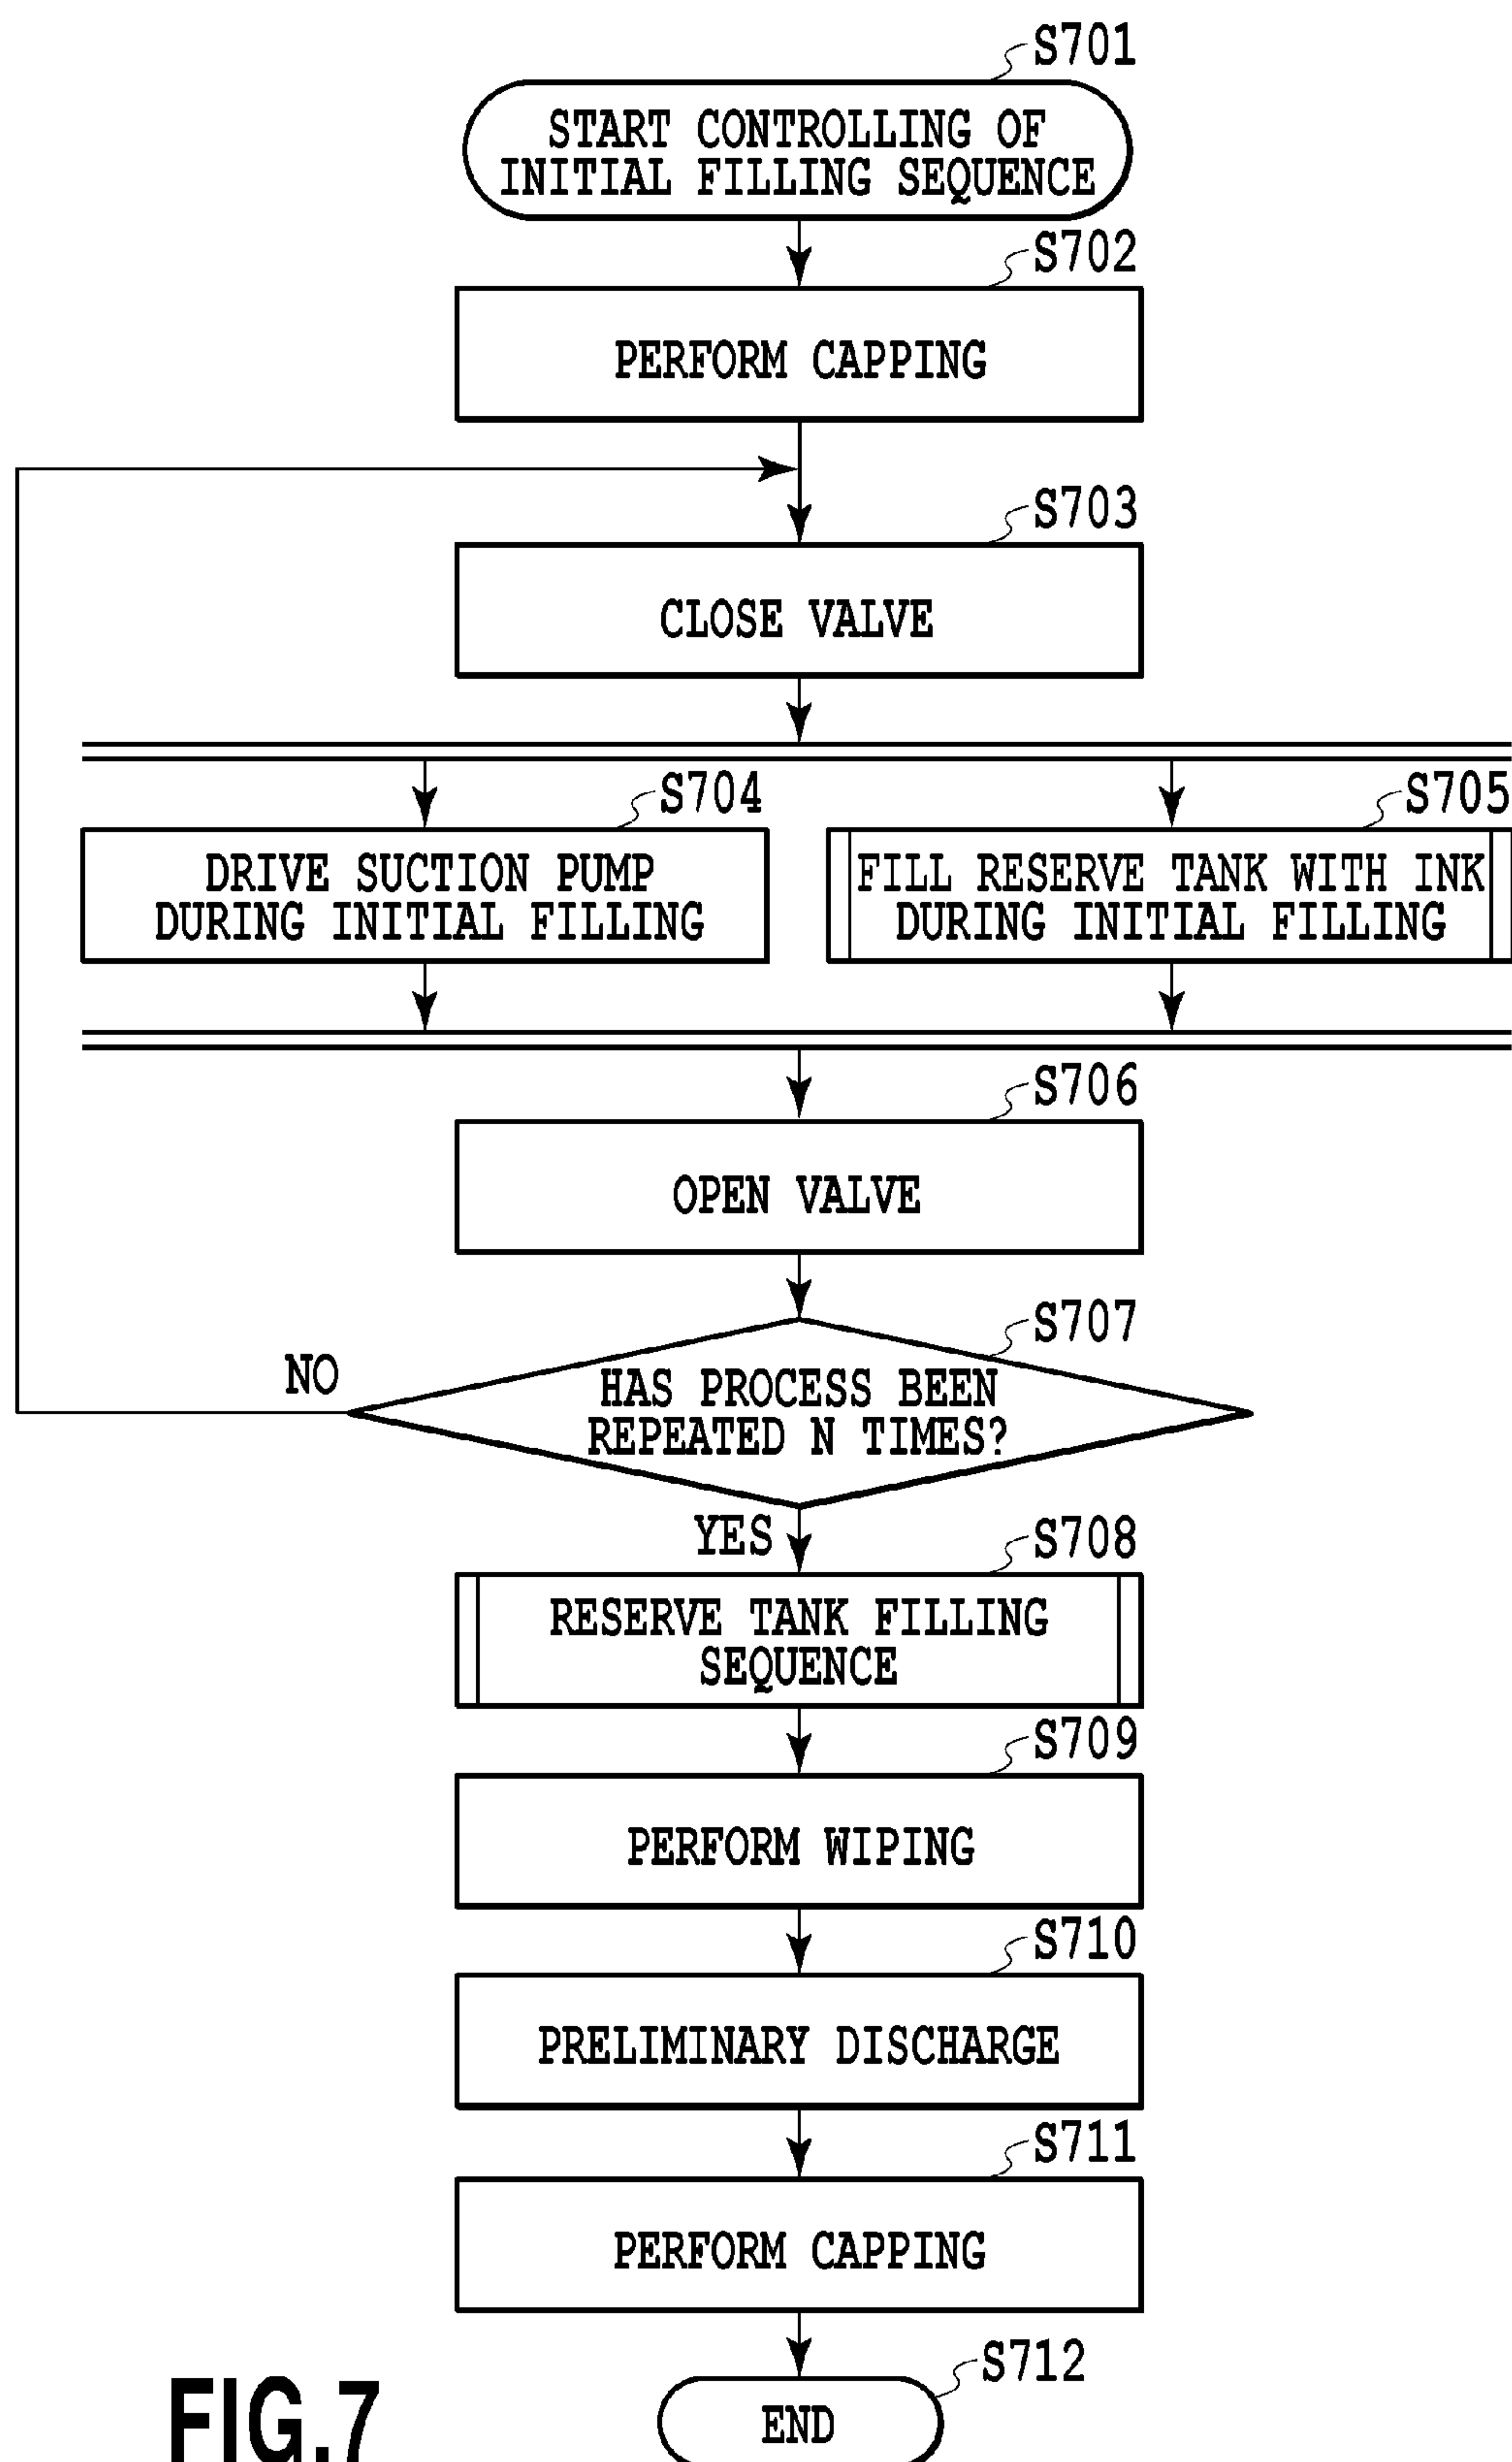 S701
START CONTROLLING OF
INITIAL FILLING SEQUENCE
S702
PERFORM CAPPING
S703
CLOSE VALVE
S704
DRIVE SUCTION PUMP
DURING INITIAL FILLING
S705
FILL RESERVE TANK WITH INK
DURING INITIAL FILLING
S706
OPEN VALVE
S707
HAS PROCESS BEEN
REPEATED N TIMES?
NO
YES
S708
RESERVE TANK FILLING
SEQUENCE
S709
PERFORM WIPING
S710
PRELIMINARY DISCHARGE
S711
PERFORM CAPPING
S712
END
FIG.7